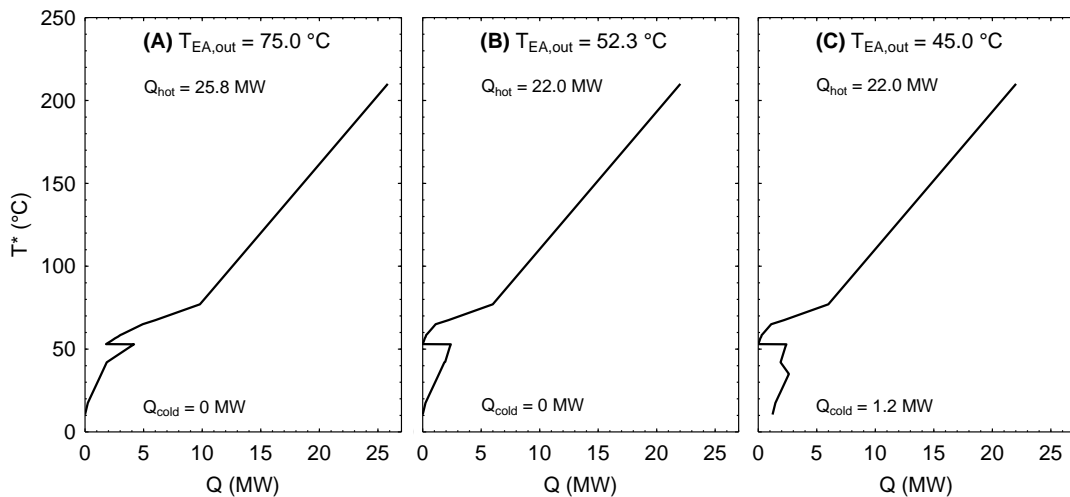 (A) T_EA,out = 75.0 °C
Q_hot = 25.8 MW
Q_cold = 0 MW
(B) T_EA,out = 52.3 °C
Q_hot = 22.0 MW
Q_cold = 0 MW
(C) T_EA,out = 45.0 °C
Q_hot = 22.0 MW
Q_cold = 1.2 MW
T* (°C)
250
200
150
100
50
0
0 5 10 15 20 25
0 5 10 15 20 25
0 5 10 15 20 25
Q (MW)
Q (MW)
Q (MW)